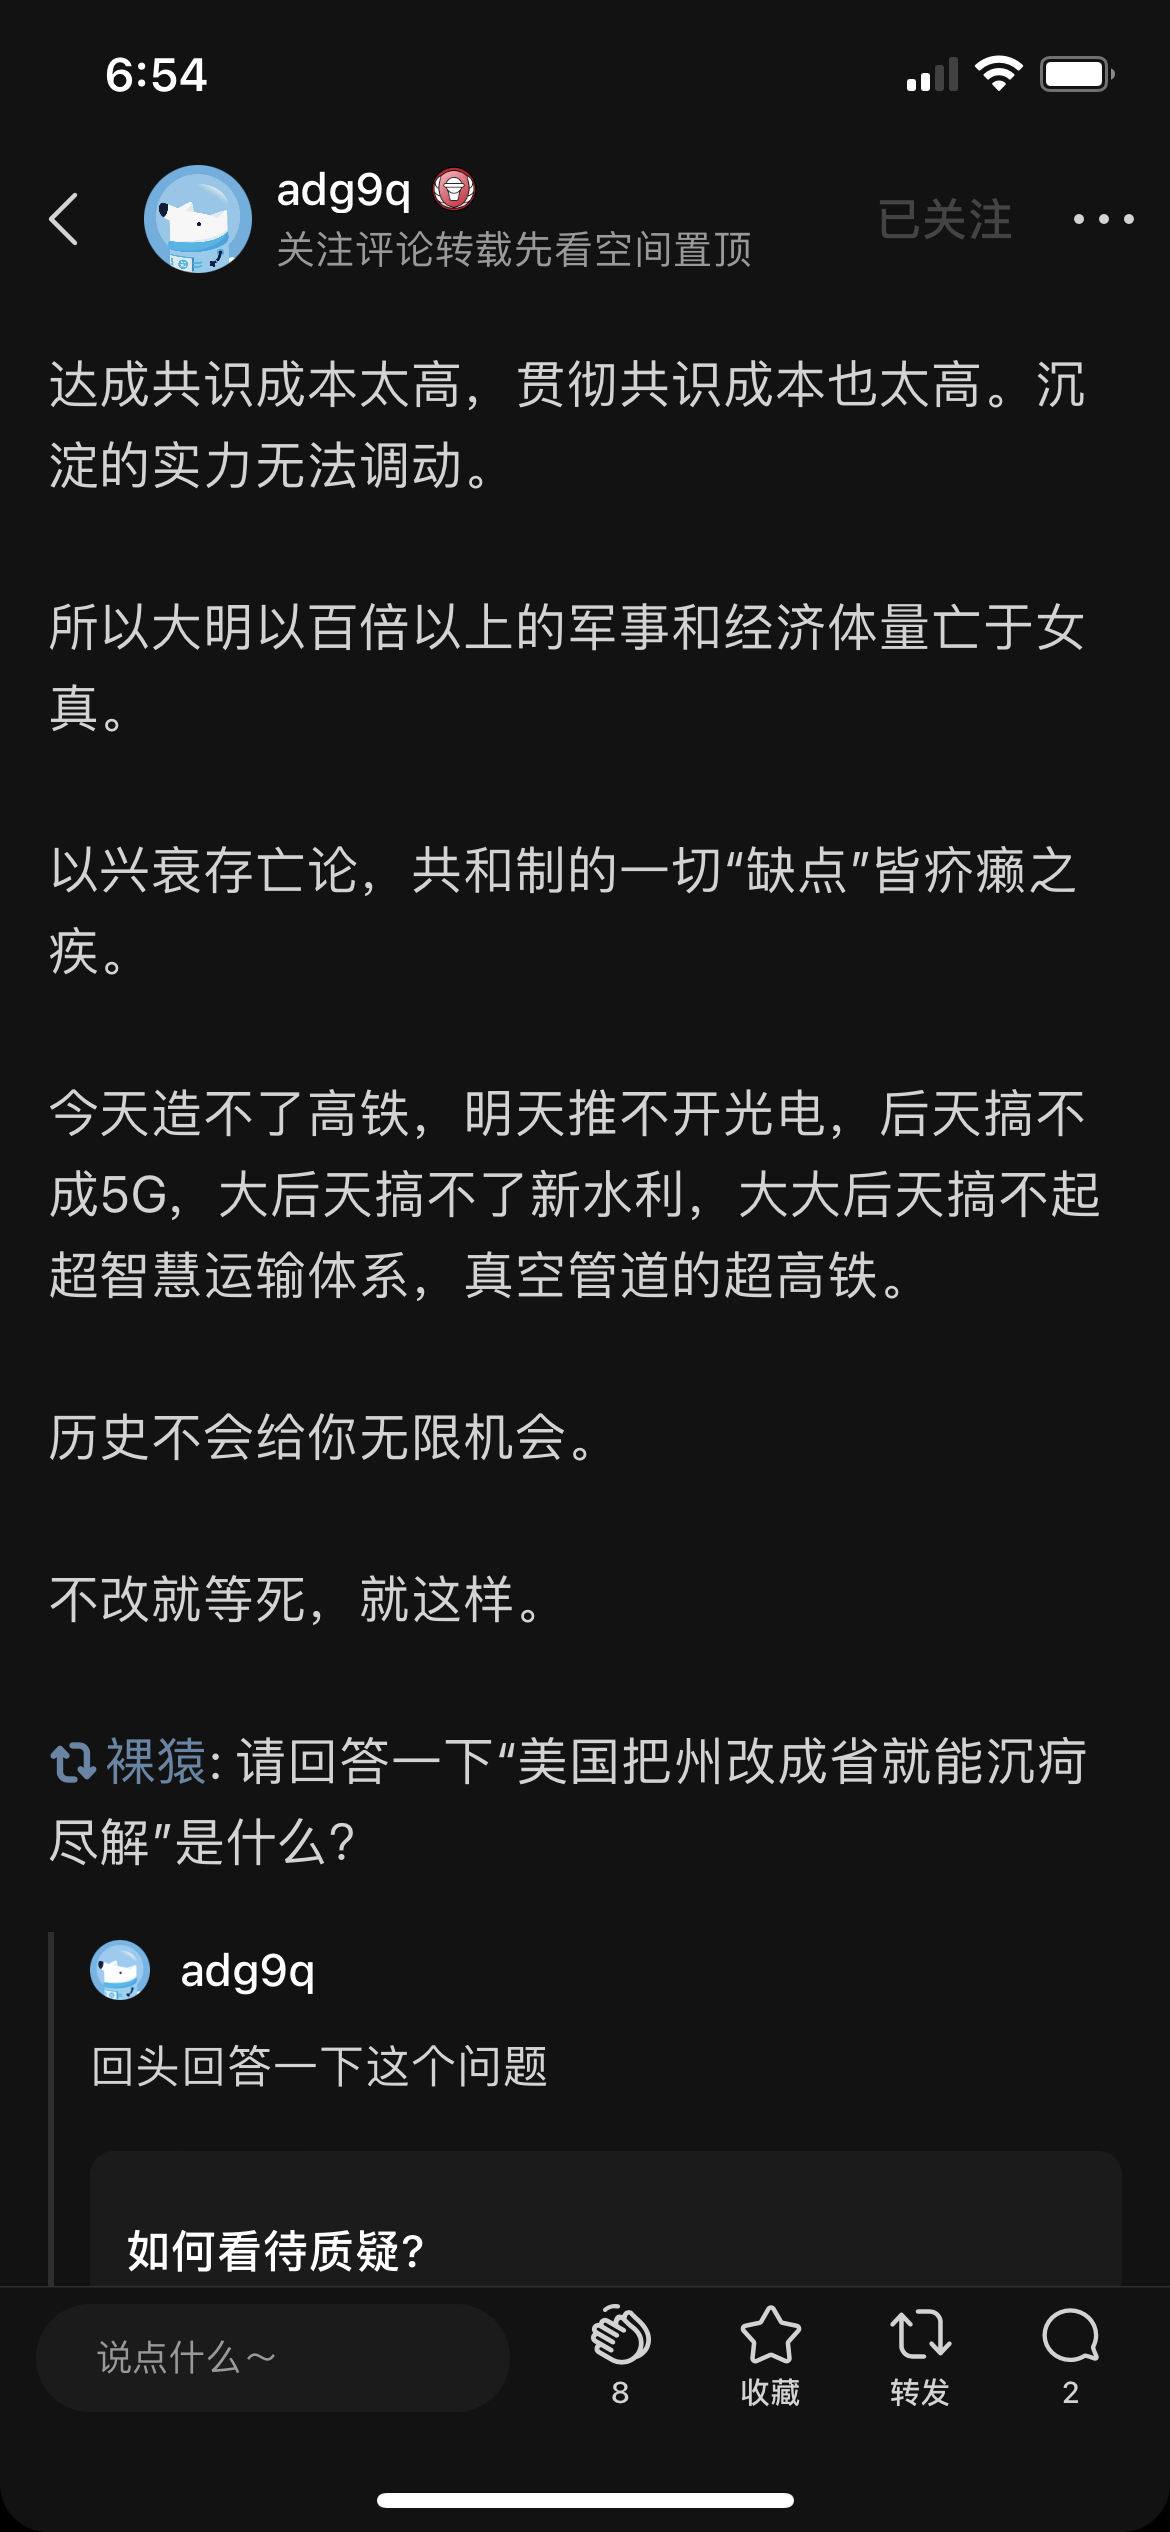 6:54
adg9q
关注评论转载先看空间置顶
已关注
达成共识成本太高，贯彻共识成本也太高。沉
淀的实力无法调动。
所以大明以百倍以上的军事和经济体量亡于女
真。
以兴衰存亡论，共和制的一切“缺点”皆疥癞之
疾。
今天造不了高铁，明天推不开光电，后天搞不
成5G，大后天搞不了新水利，大大后天搞不起
超智慧运输体系，真空管道的超高铁。
历史不会给你无限机会。
不改就等死，就这样。
裸猿: 请回答一下“美国把州改成省就能沉疴
尽解”是什么?
adg9q
回头回答一下这个问题
如何看待质疑?
说点什么～
8
收藏
转发
2